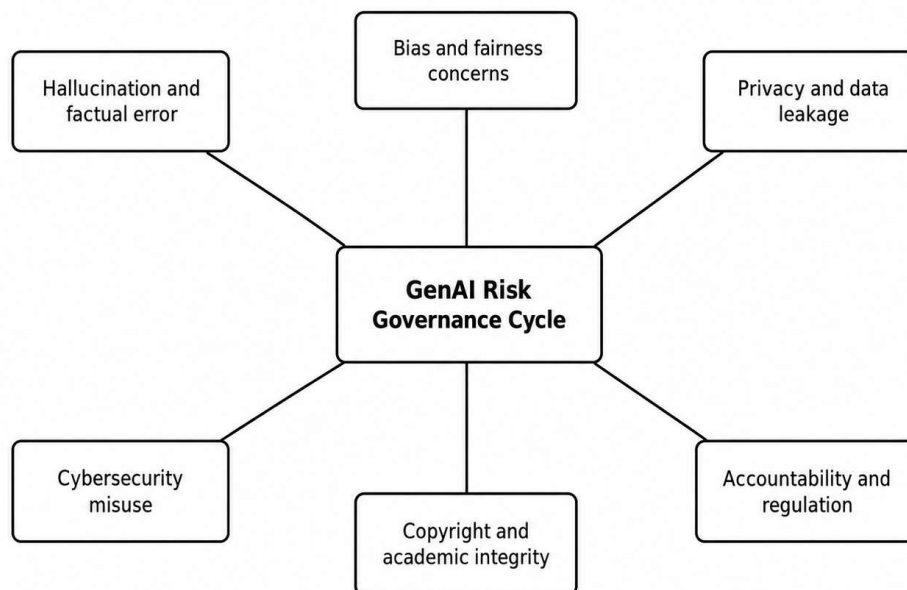 Bias and fairness
concerns
Hallucination and
factual error
Privacy and data
leakage
GenAI Risk
Governance Cycle
Cybersecurity
misuse
Accountability and
regulation
Copyright and
academic integrity